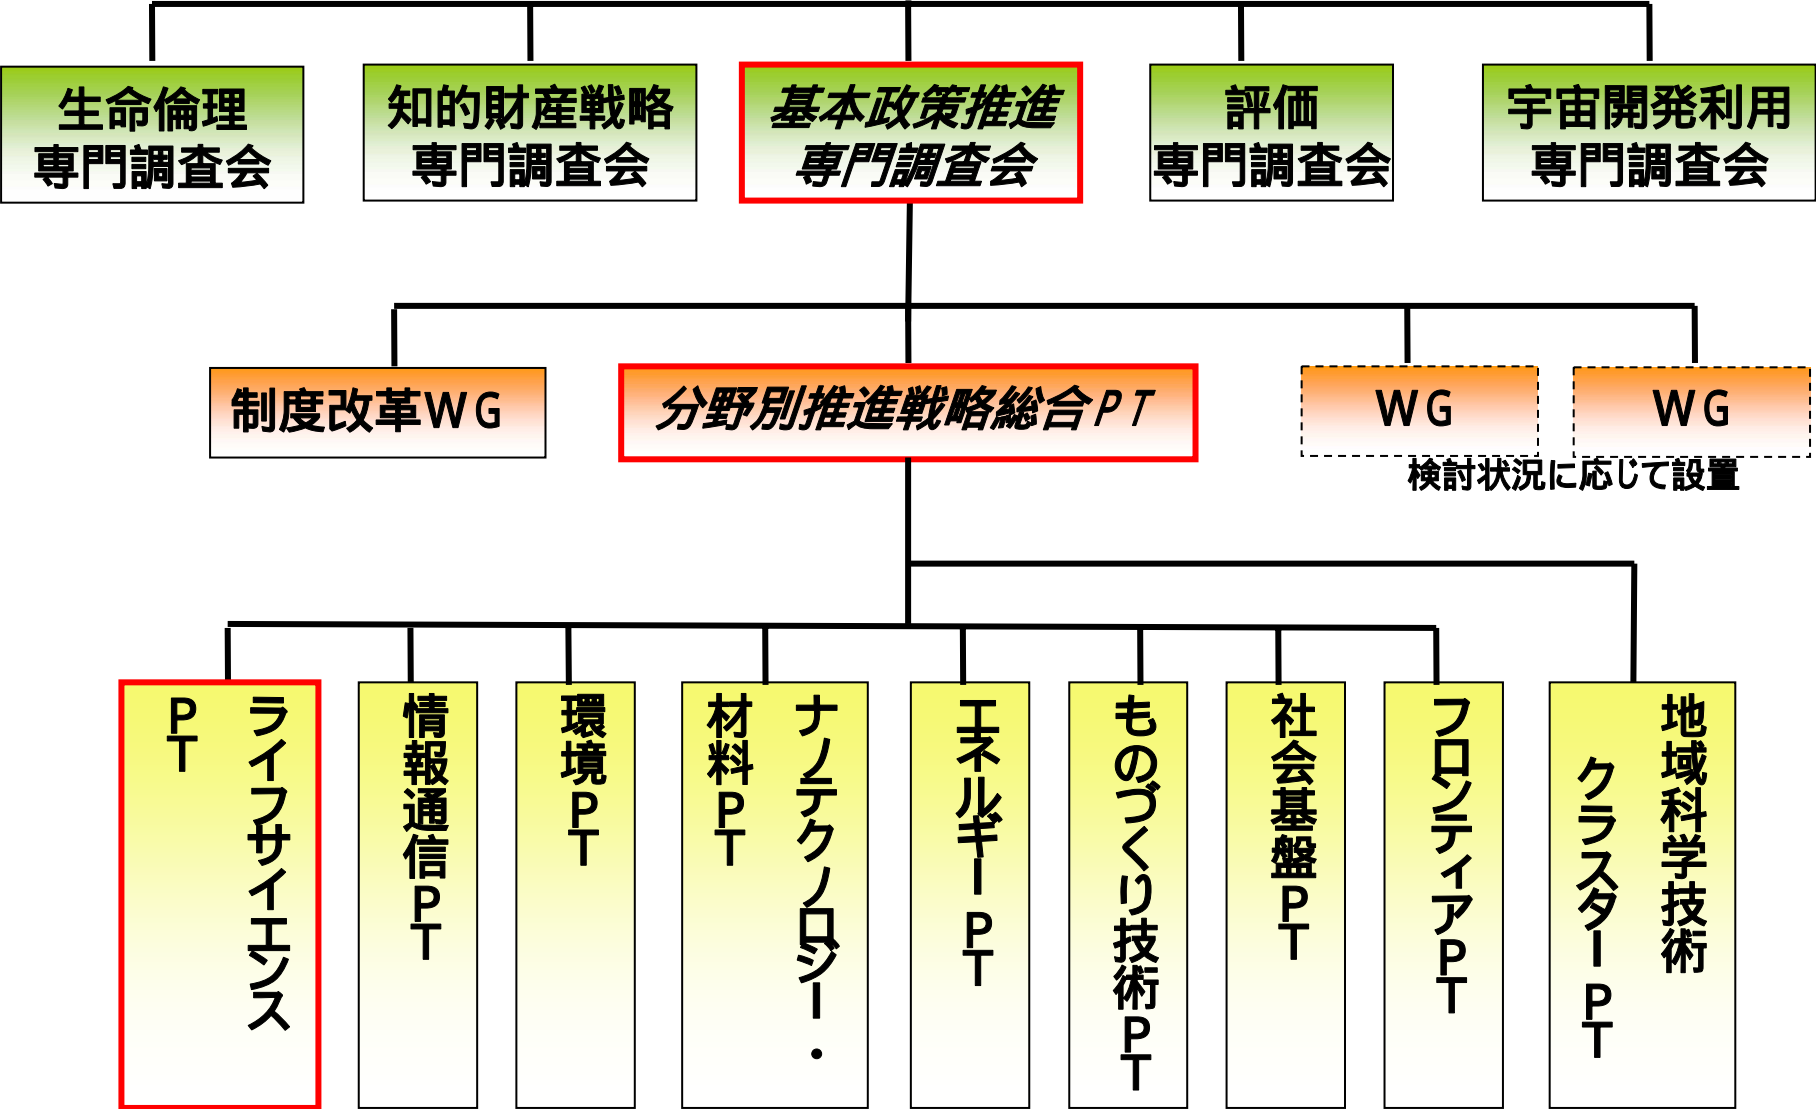 生命倫理
専門調査会
知的財産戦略
専門調査会
基本政策推進
専門調査会
評価
専門調査会
宇宙開発利用
専門調査会
制度改革WG
分野別推進戦略総合PT
WG
WG
検討状況に応じて設置
ライフサイエンス
PT
情報通信PT
環境PT
ナノテクノロジー・
材料PT
エネルギーPT
ものづくり技術PT
社会基盤PT
フロンティアPT
地域科学技術
クラスターPT